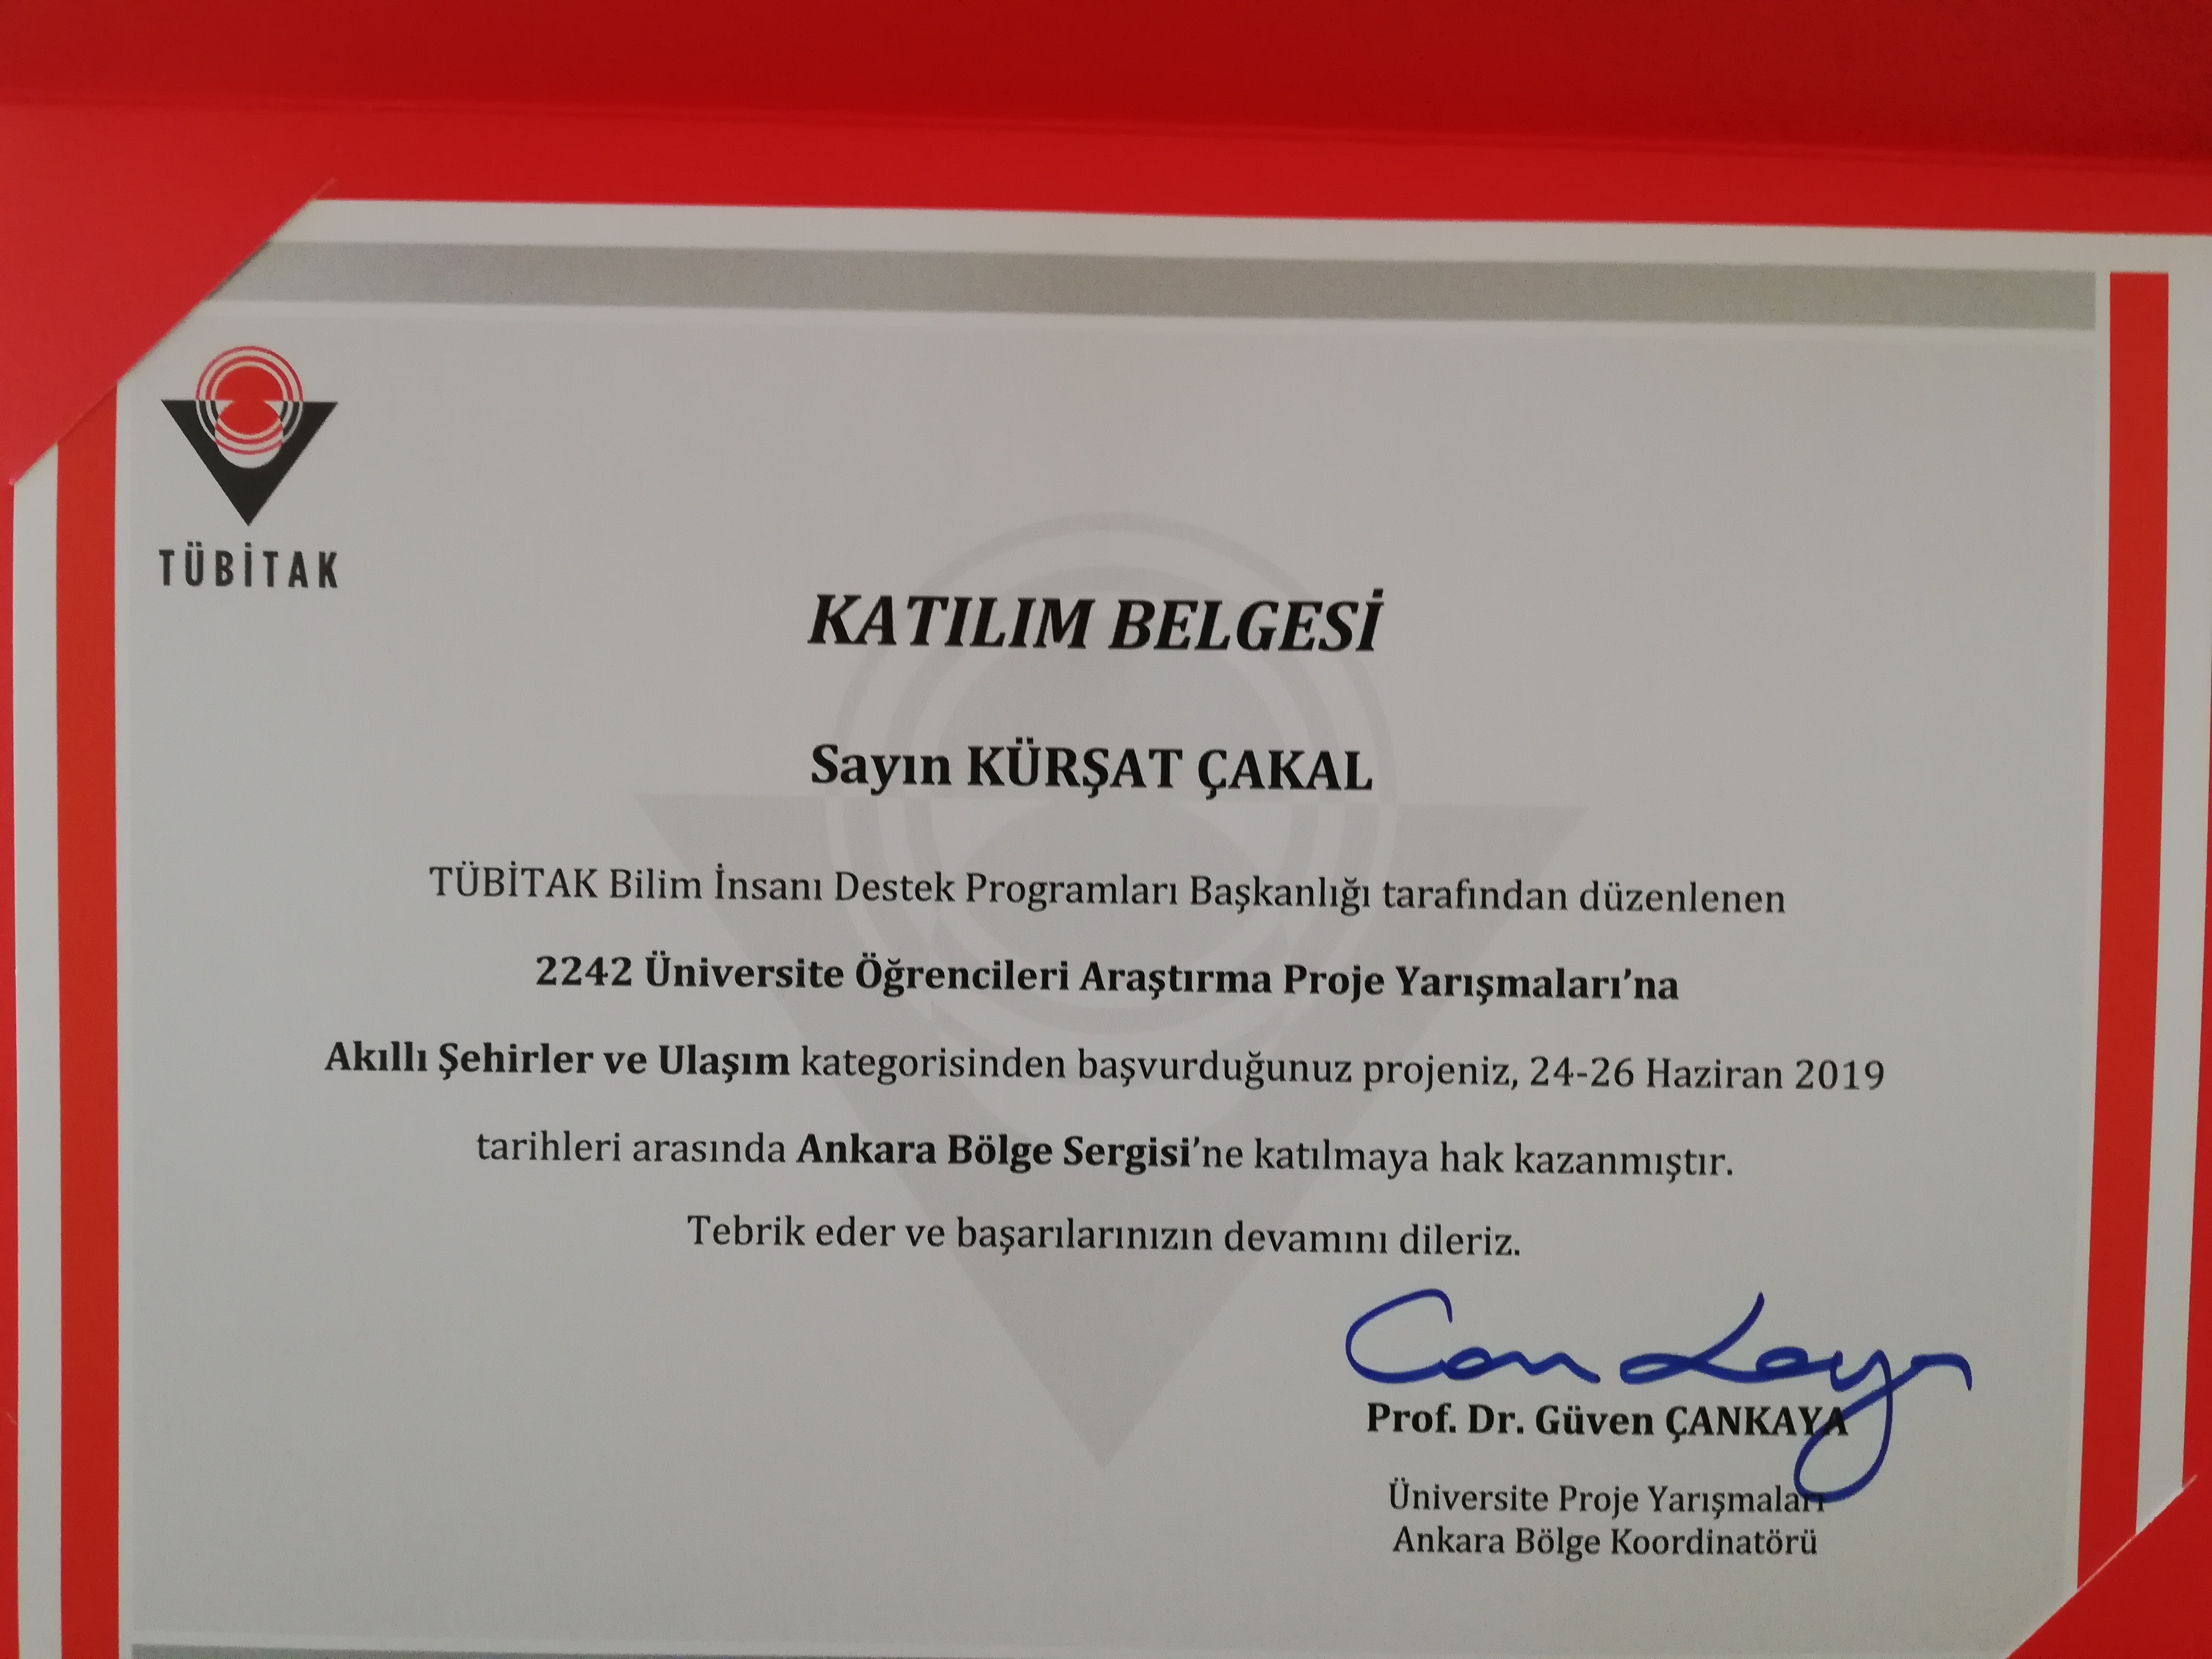 TÜBİTAK
KATILIM BELGESİ
Sayın KÜRŞAT ÇAKAL
TÜBİTAK Bilim İnsanı Destek Programları Başkanlığı tarafından düzenlenen
2242 Üniversite Öğrencileri Araştırma Proje Yarışmaları'na
Akıllı Şehirler ve Ulaşım kategorisinden başvurduğunuz projeniz, 24-26 Haziran 2019
tarihleri arasında Ankara Bölge Sergisi'ne katılmaya hak kazanmıştır.
Tebrik eder ve başarılarınızın devamını dileriz.
Prof. Dr. Güven ÇANKAYA
Üniversite Proje Yarışmaları
Ankara Bölge Koordinatörü